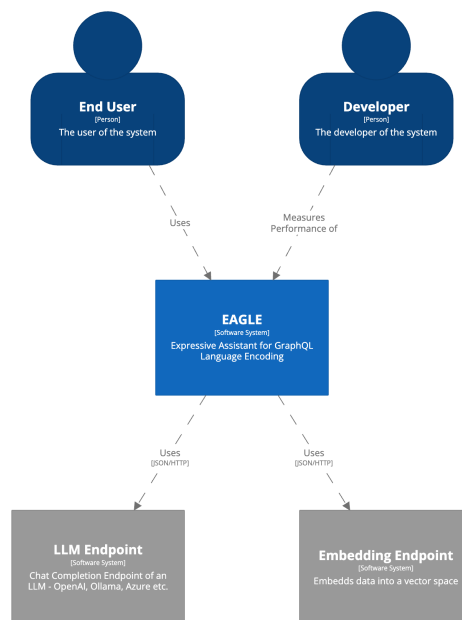 End User
[Person]
The user of the system
Developer
[Person]
The developer of the system
Uses
Measures
Performance of
EAGLE
[Software System]
Expressive Assistant for GraphQL
Language Encoding
Uses
[JSON/HTTP]
Uses
[JSON/HTTP]
LLM Endpoint
[Software System]
Chat Completion Endpoint of an
LLM - OpenAI, Ollama, Azure etc.
Embedding Endpoint
[Software System]
Embedds data into a vector space